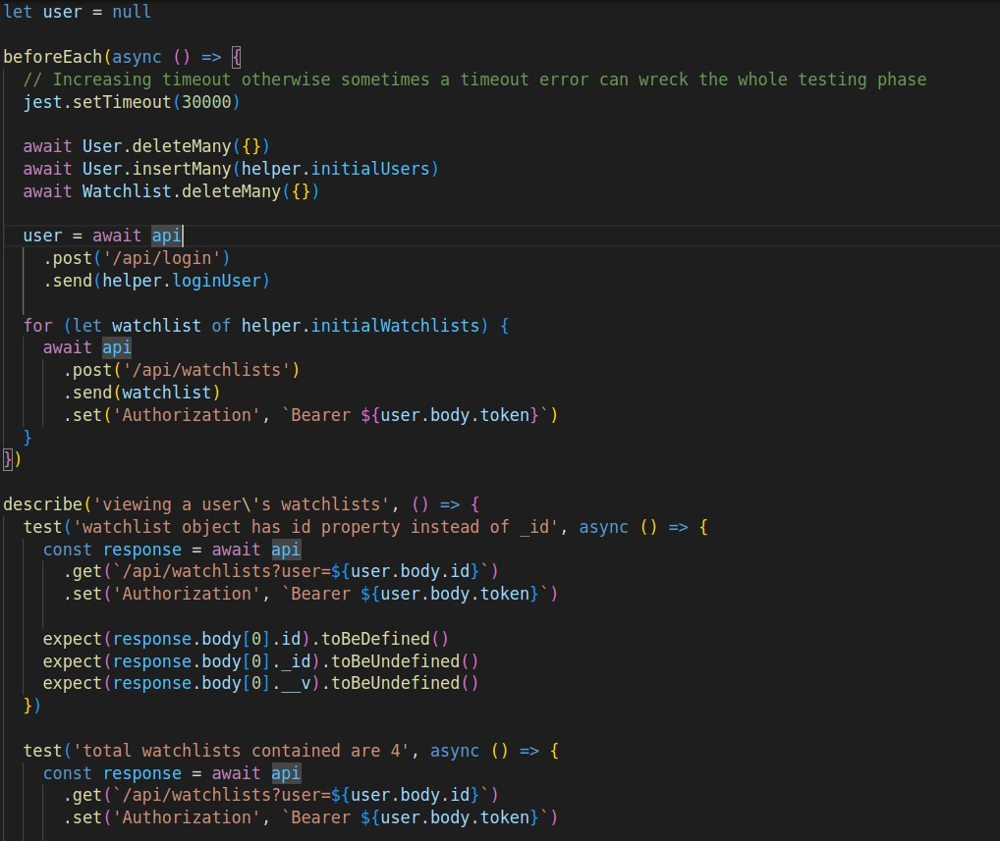 let user = null
beforeEach(async () => {
// Increasing timeout otherwise sometimes a timeout error can wreck the whole testing phase
jest.setTimeout(30000)
await User.deleteMany({})
await User.insertMany(helper.initialUsers)
await Watchlist.deleteMany({})
user = await api
.post('/api/login')
.send(helper.loginUser)
for (let watchlist of helper.initialWatchlists) {
await api
.post('/api/watchlists')
.send(watchlist)
.set('Authorization', `Bearer ${user.body.token}`)
}
})
describe('viewing a user\'s watchlists', () => {
test('watchlist object has id property instead of _id', async () => {
const response = await api
.get(`/api/watchlists?user=${user.body.id}`)
.set('Authorization', `Bearer ${user.body.token}`)
expect(response.body[0].id).toBeDefined()
expect(response.body[0]._id).toBeUndefined()
expect(response.body[0].__v).toBeUndefined()
})
test('total watchlists contained are 4', async () => {
const response = await api
.get(`/api/watchlists?user=${user.body.id}`)
.set('Authorization', `Bearer ${user.body.token}`)